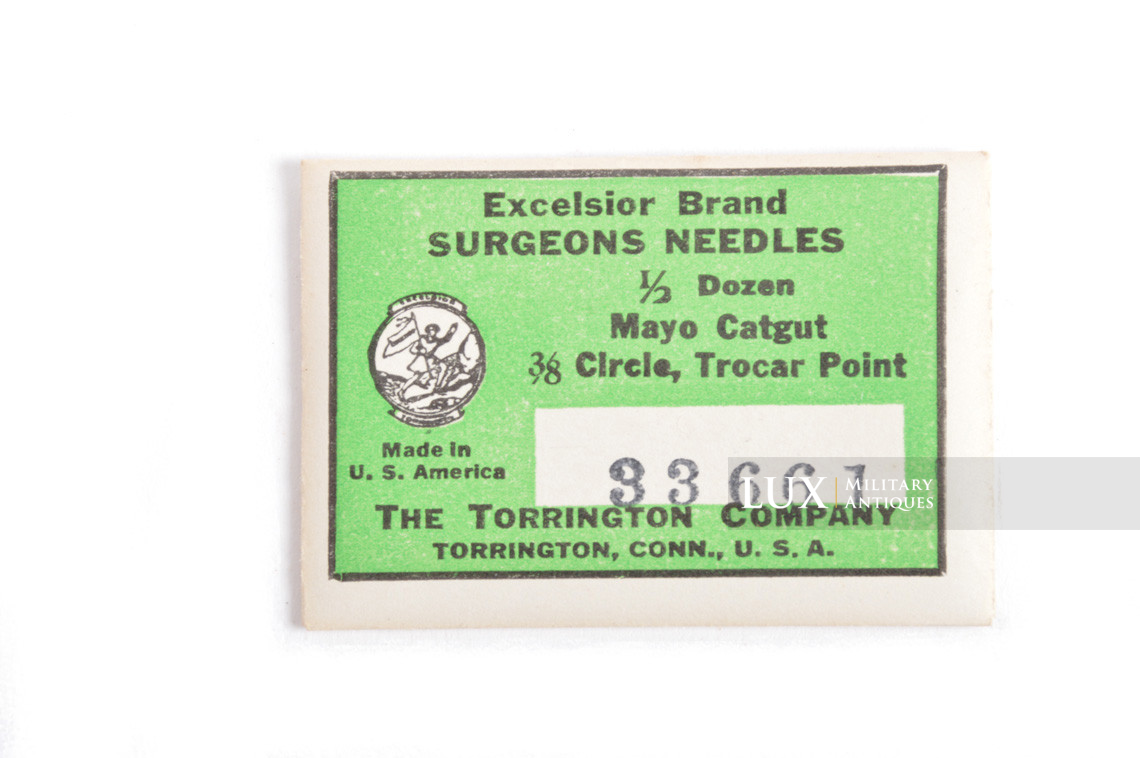 Excelsior Brand
SURGEONS NEEDLES
½ Dozen
Mayo Catgut
⅜ Circle, Trocar Point
EXCELSIOR
Made in
U. S. America
33661
LUX MILITARY
ANTIQUES
THE TORRINGTON COMPANY
TORRINGTON, CONN., U. S. A.